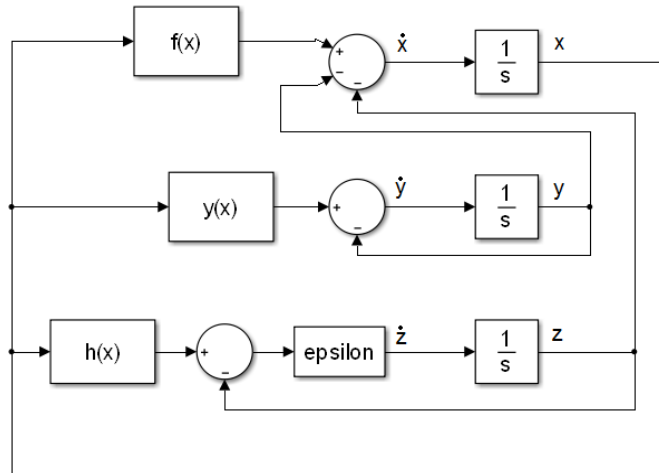 f(x)
+
−
−
ẋ
1
s
x
y(x)
+
−
ẏ
1
s
y
h(x)
+
−
epsilon
ż
1
s
z